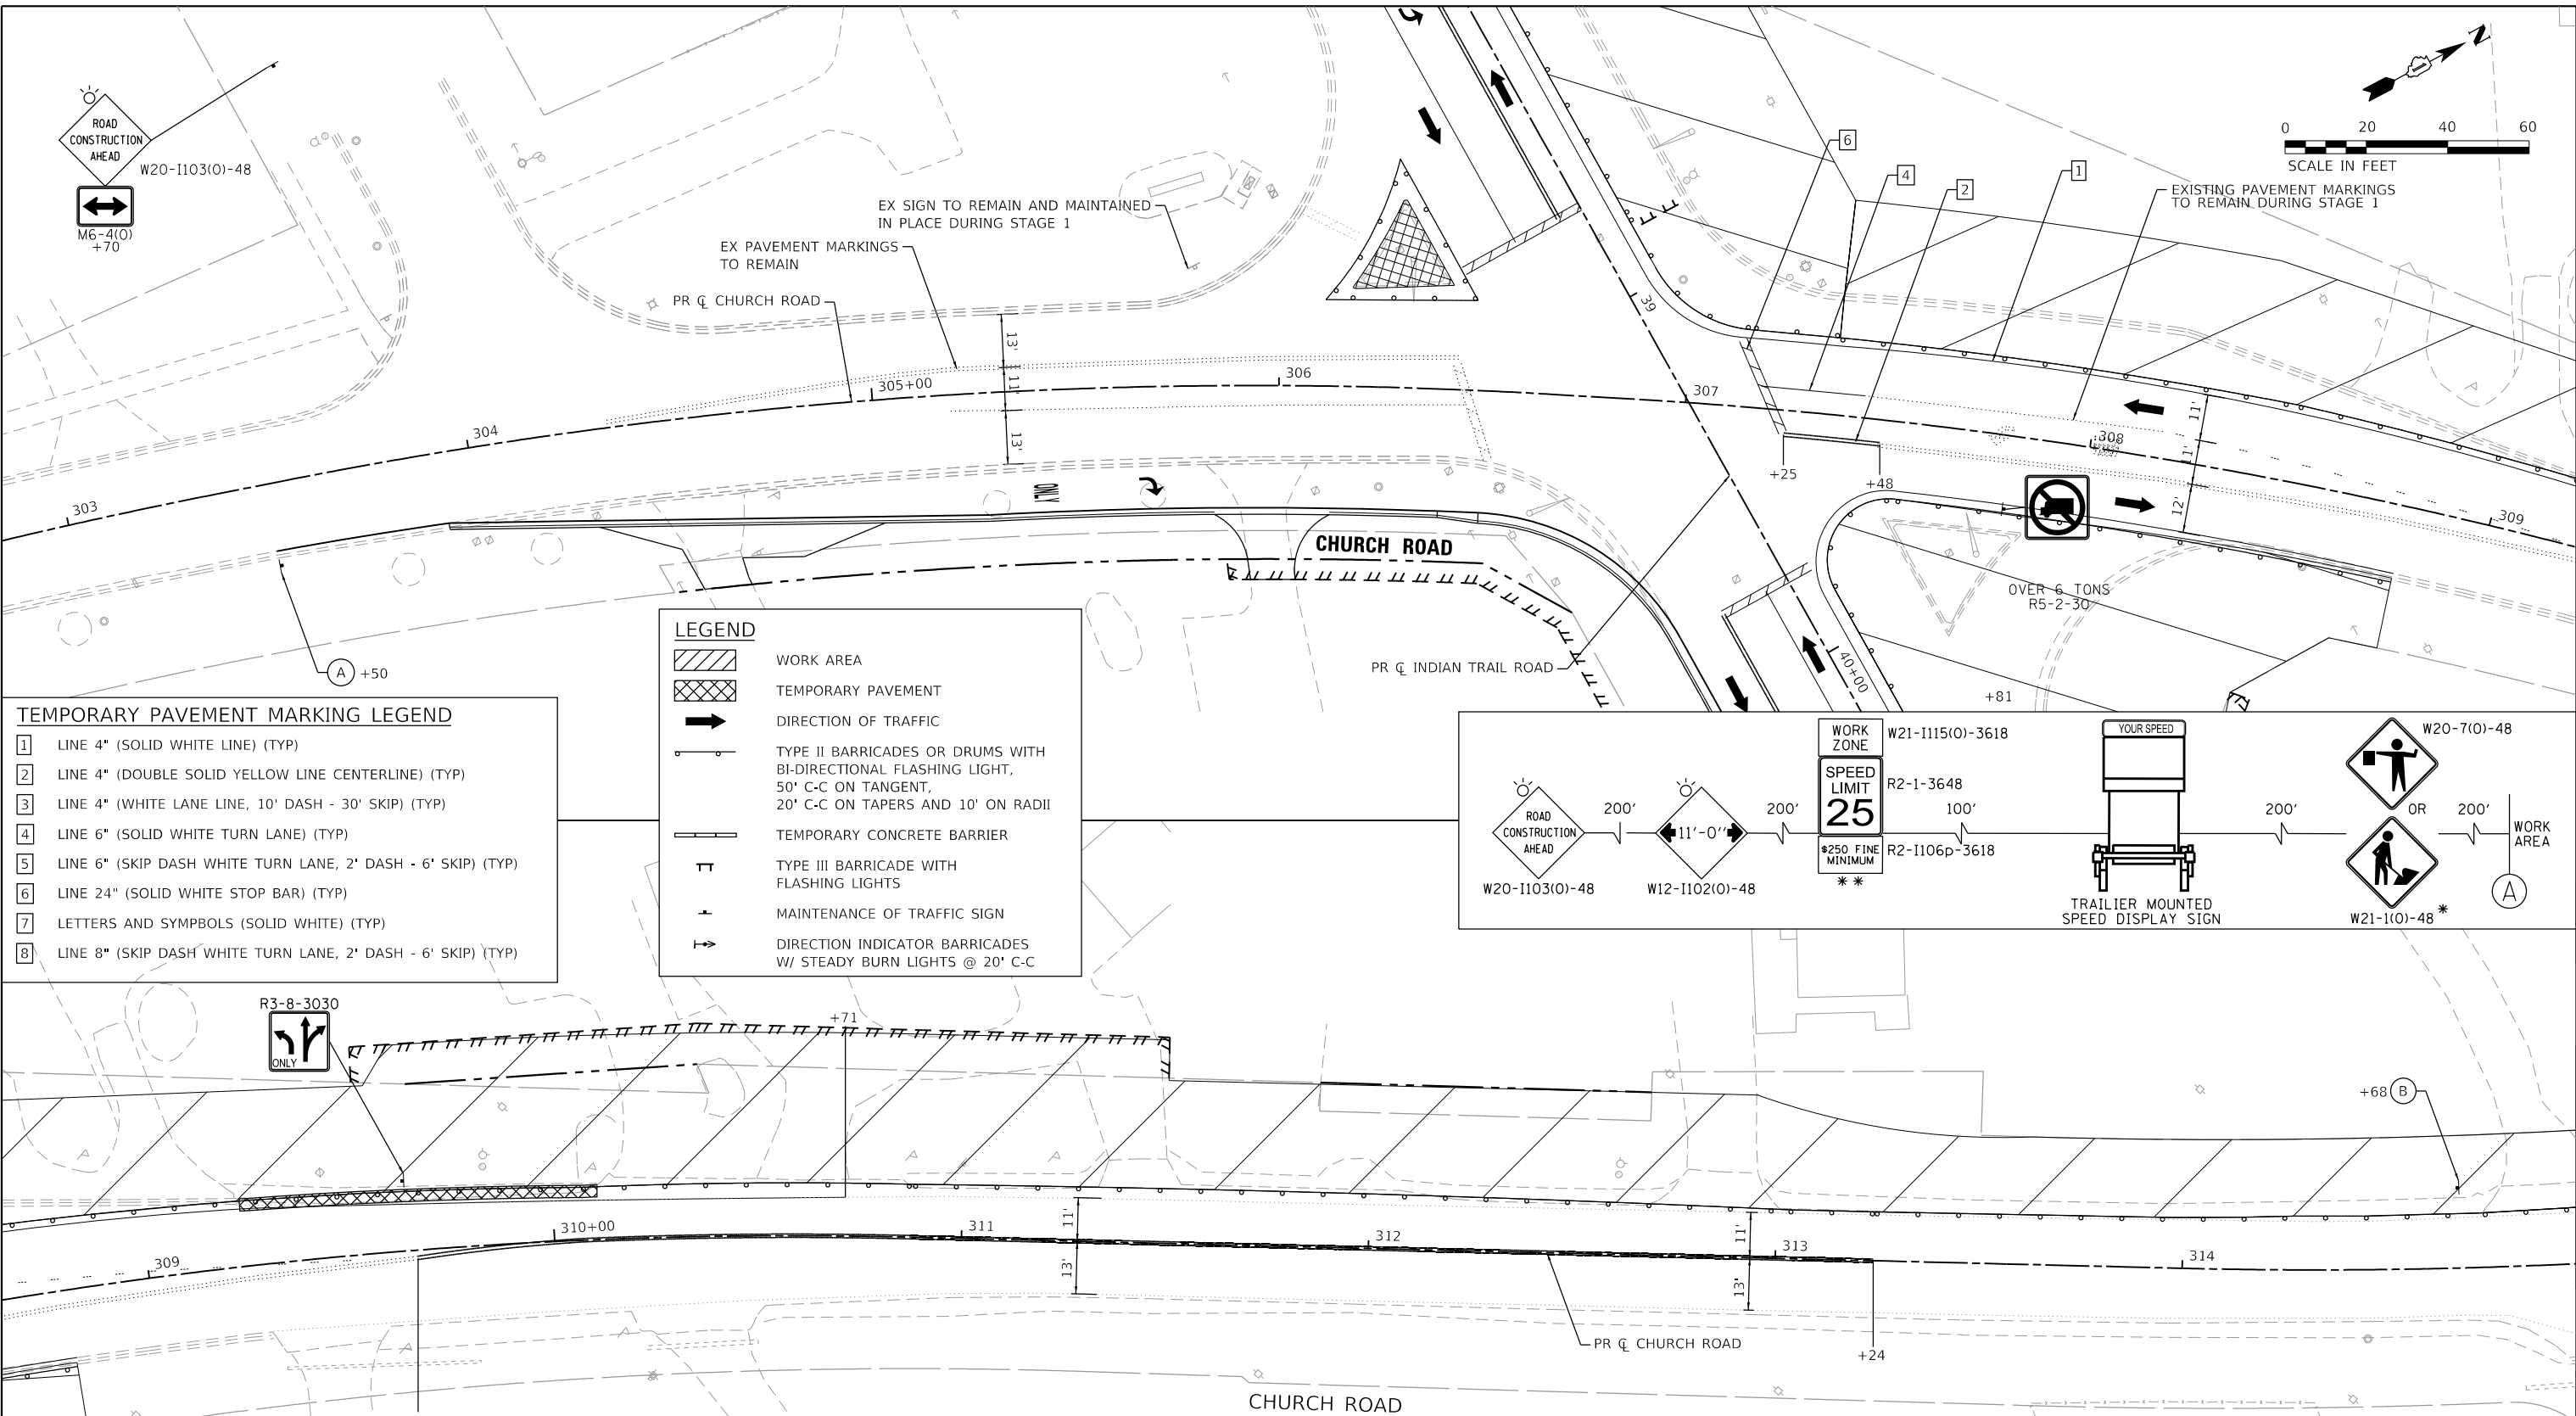 ROAD
CONSTRUCTION
AHEAD
W20-I103(0)-48
M6-4(0)
+70
EX SIGN TO REMAIN AND MAINTAINED
IN PLACE DURING STAGE 1
EX PAVEMENT MARKINGS
TO REMAIN
PR ℄ CHURCH ROAD
N
0 20 40 60
SCALE IN FEET
EXISTING PAVEMENT MARKINGS
TO REMAIN DURING STAGE 1
6
4
2
1
303
304
305+00
306
307
308
309
39
40+00
13'
11'
13'
11'
11'
12'
ONLY
+25
+48
CHURCH ROAD
PR ℄ INDIAN TRAIL ROAD
OVER 6 TONS
R5-2-30
+81
A +50
TEMPORARY PAVEMENT MARKING LEGEND
1 LINE 4" (SOLID WHITE LINE) (TYP)
2 LINE 4" (DOUBLE SOLID YELLOW LINE CENTERLINE) (TYP)
3 LINE 4" (WHITE LANE LINE, 10' DASH - 30' SKIP) (TYP)
4 LINE 6" (SOLID WHITE TURN LANE) (TYP)
5 LINE 6" (SKIP DASH WHITE TURN LANE, 2' DASH - 6' SKIP) (TYP)
6 LINE 24" (SOLID WHITE STOP BAR) (TYP)
7 LETTERS AND SYMPBOLS (SOLID WHITE) (TYP)
8 LINE 8" (SKIP DASH WHITE TURN LANE, 2' DASH - 6' SKIP) (TYP)
LEGEND
WORK AREA
TEMPORARY PAVEMENT
DIRECTION OF TRAFFIC
TYPE II BARRICADES OR DRUMS WITH
BI-DIRECTIONAL FLASHING LIGHT,
50' C-C ON TANGENT,
20' C-C ON TAPERS AND 10' ON RADII
TEMPORARY CONCRETE BARRIER
TYPE III BARRICADE WITH
FLASHING LIGHTS
MAINTENANCE OF TRAFFIC SIGN
DIRECTION INDICATOR BARRICADES
W/ STEADY BURN LIGHTS @ 20' C-C
ROAD
CONSTRUCTION
AHEAD
W20-I103(0)-48
200'
11'-0"
W12-I102(0)-48
200'
WORK
ZONE
W21-I115(0)-3618
SPEED
LIMIT
25
R2-1-3648
$250 FINE
MINIMUM
R2-I106p-3618
* *
100'
YOUR SPEED
TRAILIER MOUNTED
SPEED DISPLAY SIGN
200'
W20-7(0)-48
OR
W21-1(0)-48 *
200'
WORK
AREA
A
R3-8-3030
ONLY
+71
+68 B
309
310+00
311
312
313
314
11'
13'
11'
13'
PR ℄ CHURCH ROAD
+24
CHURCH ROAD